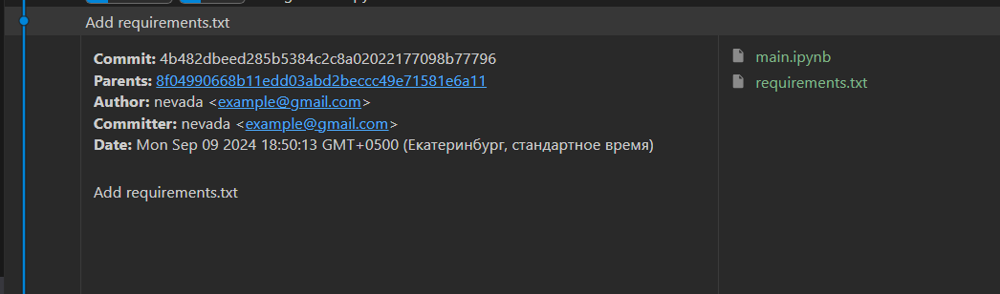 Add requirements.txt
Commit: 4b482dbeed285b5384c2c8a02022177098b77796
Parents: 8f04990668b11edd03abd2beccc49e71581e6a11
Author: nevada <example@gmail.com>
Committer: nevada <example@gmail.com>
Date: Mon Sep 09 2024 18:50:13 GMT+0500 (Екатеринбург, стандартное время)
Add requirements.txt
main.ipynb
requirements.txt